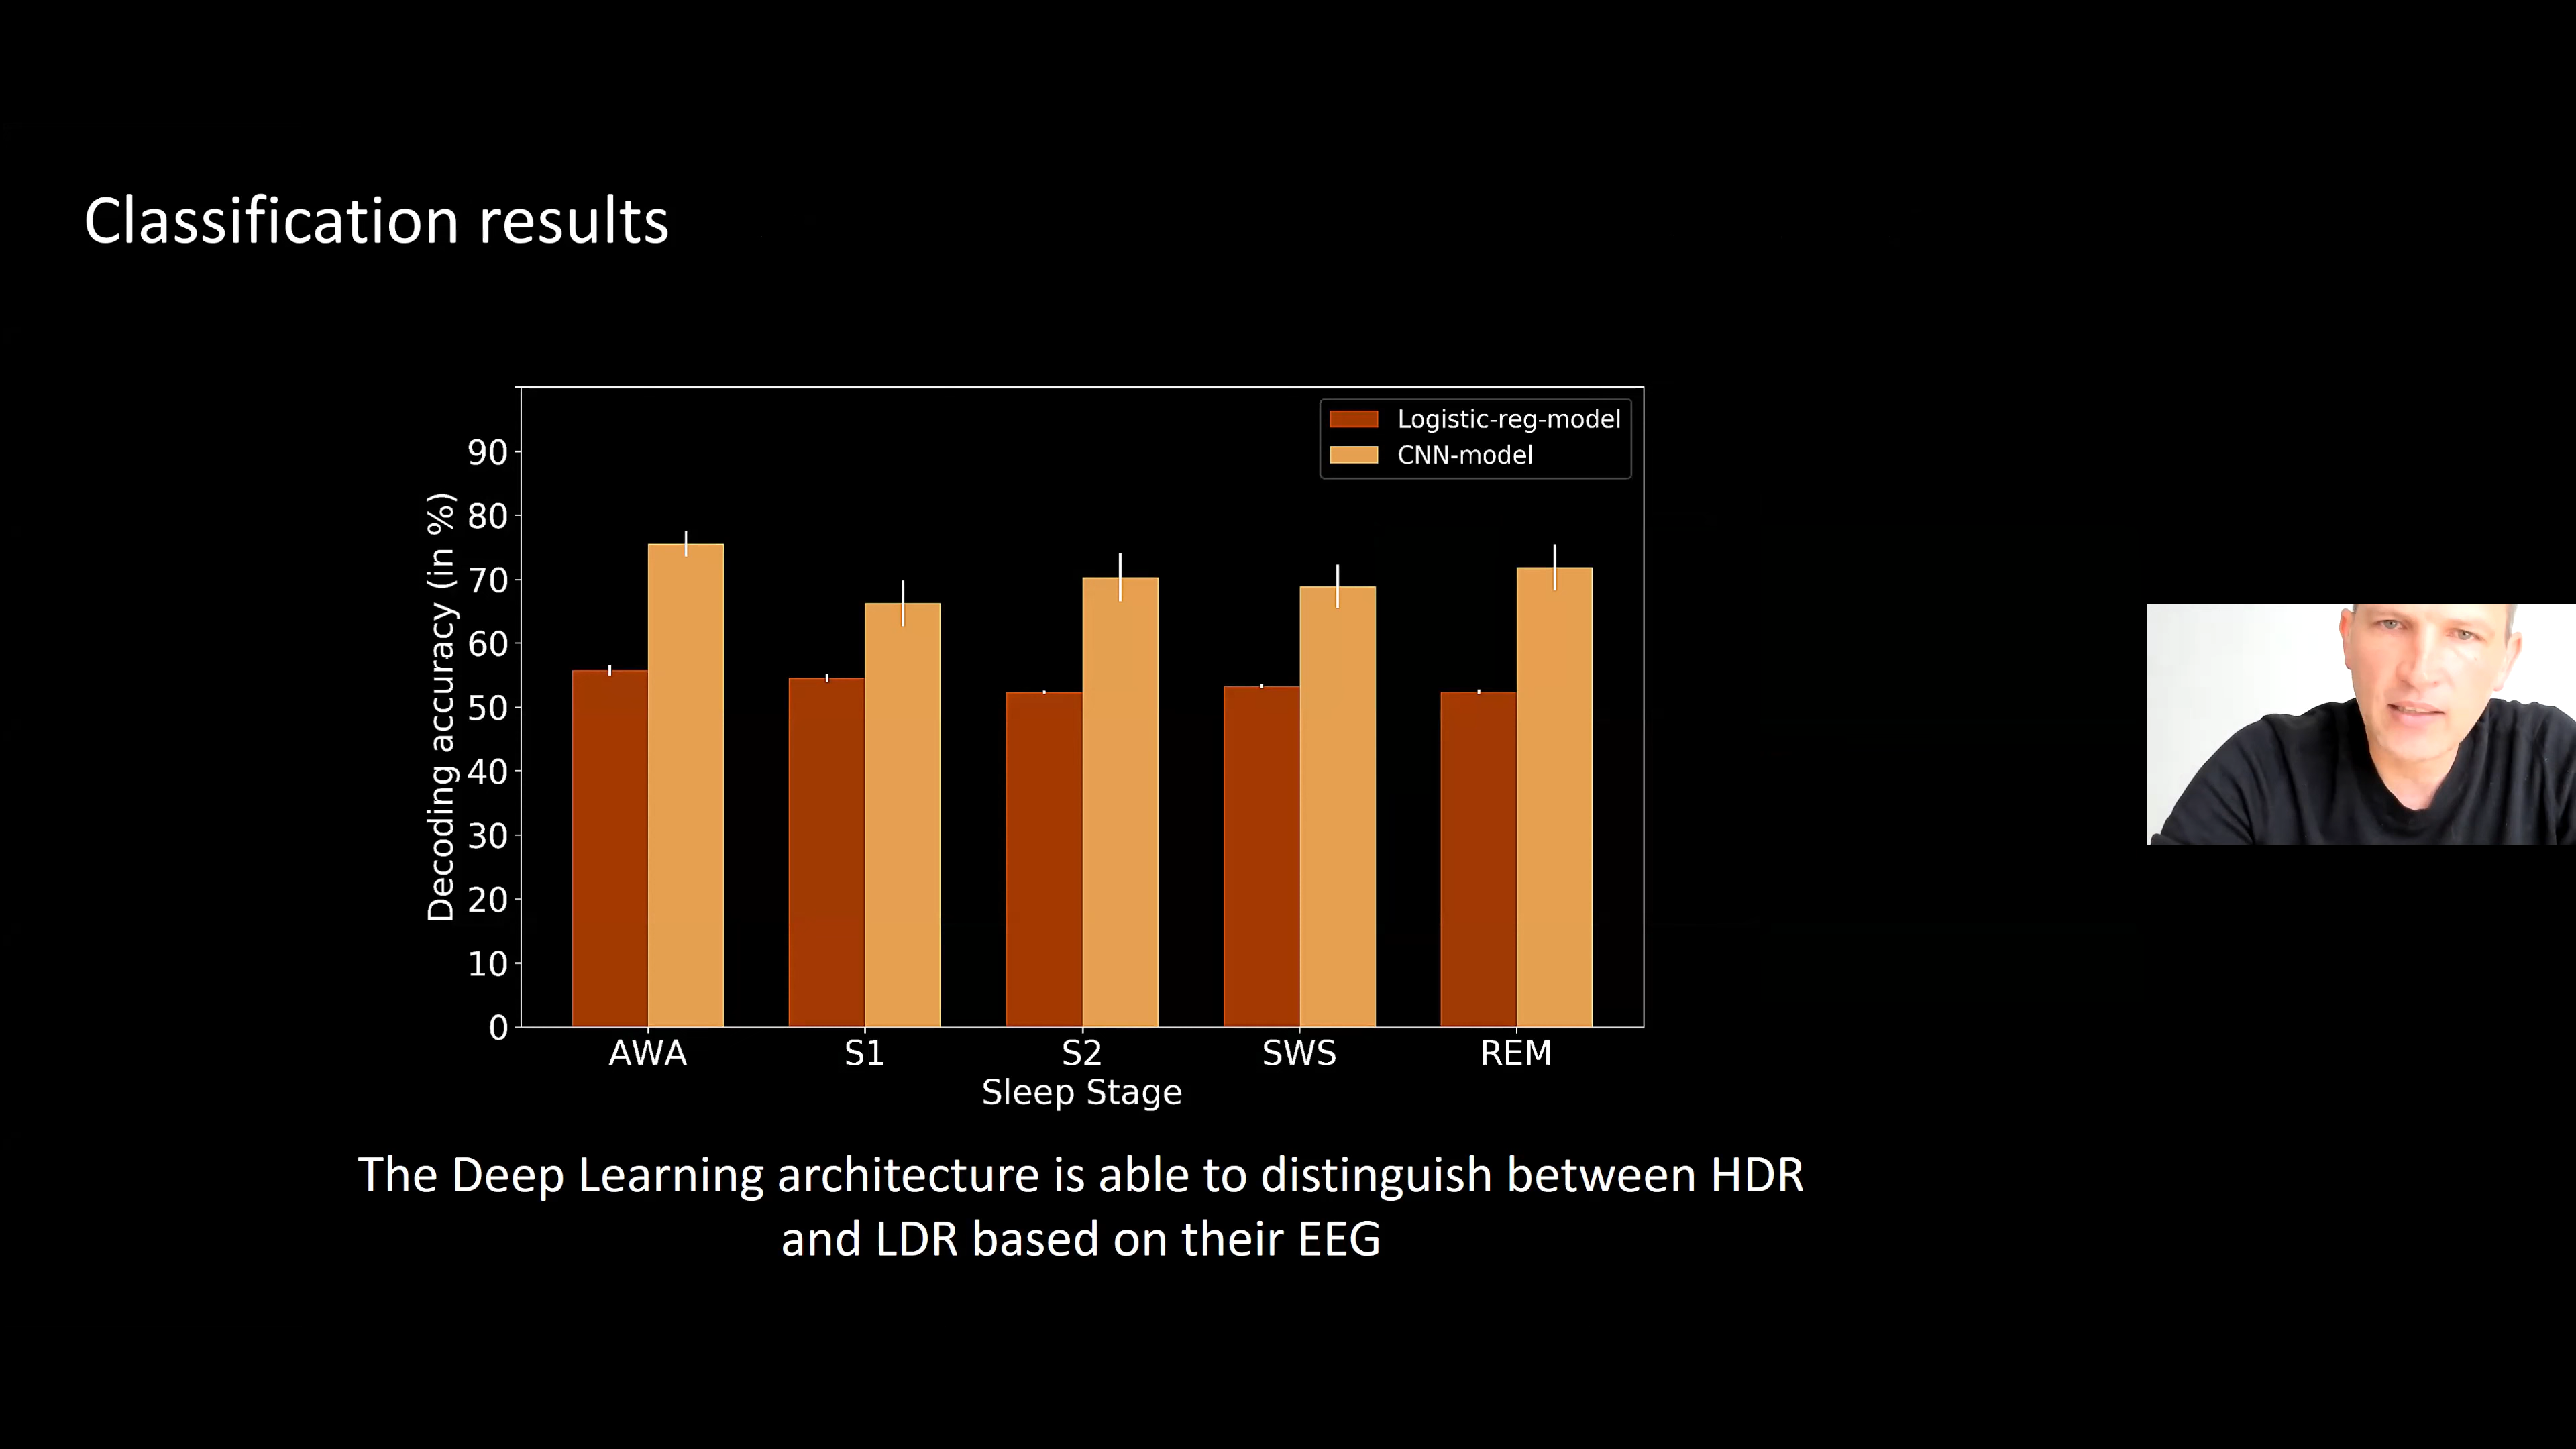 Classification results
Logistic-reg-model
CNN-model
Decoding accuracy (in %)
90
80
70
60
50
40
30
20
10
0
AWA S1 S2 SWS REM
Sleep Stage
The Deep Learning architecture is able to distinguish between HDR
and LDR based on their EEG